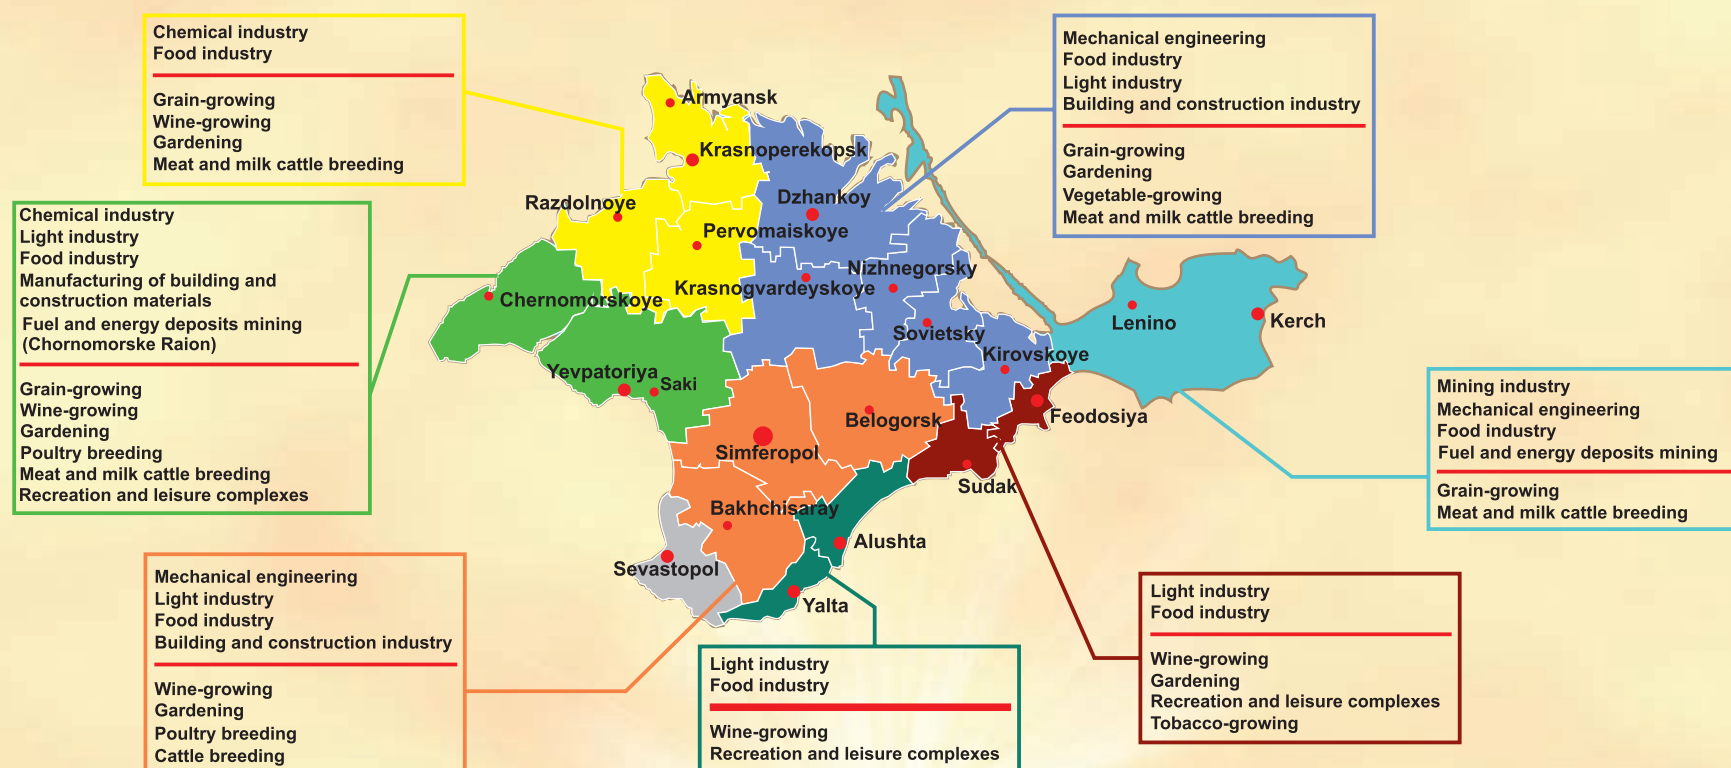 Chemical industry
Food industry
Grain-growing
Wine-growing
Gardening
Meat and milk cattle breeding
Mechanical engineering
Food industry
Light industry
Building and construction industry
Grain-growing
Gardening
Vegetable-growing
Meat and milk cattle breeding
Chemical industry
Light industry
Food industry
Manufacturing of building and
construction materials
Fuel and energy deposits mining
(Chornomorske Raion)
Grain-growing
Wine-growing
Gardening
Poultry breeding
Meat and milk cattle breeding
Recreation and leisure complexes
Armyansk
Krasnoperekopsk
Razdolnoye
Dzhankoy
Pervomaiskoye
Nizhnegorsky
Krasnogvardeyskoye
Chernomorskoye
Lenino
Kerch
Sovietsky
Kirovskoye
Yevpatoriya
Saki
Belogorsk
Feodosiya
Simferopol
Sudak
Bakhchisaray
Alushta
Sevastopol
Yalta
Mining industry
Mechanical engineering
Food industry
Fuel and energy deposits mining
Grain-growing
Meat and milk cattle breeding
Mechanical engineering
Light industry
Food industry
Building and construction industry
Wine-growing
Gardening
Poultry breeding
Cattle breeding
Light industry
Food industry
Wine-growing
Recreation and leisure complexes
Light industry
Food industry
Wine-growing
Gardening
Recreation and leisure complexes
Tobacco-growing